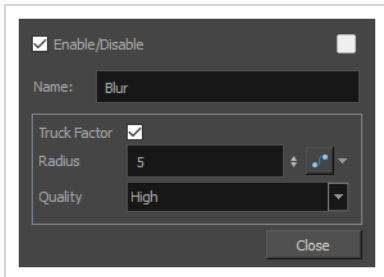 Enable/Disable
Name: Blur
Truck Factor
Radius 5
Quality High
Close